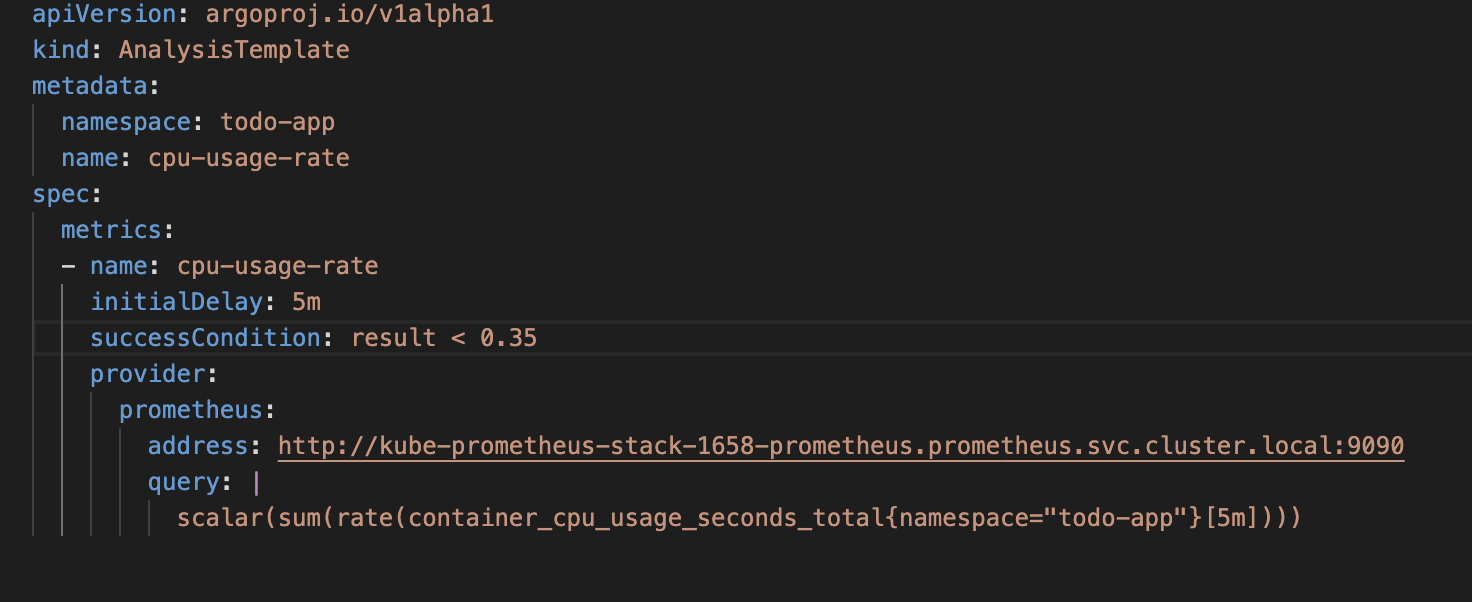 apiVersion: argoproj.io/v1alpha1
kind: AnalysisTemplate
metadata:
  namespace: todo-app
  name: cpu-usage-rate
spec:
  metrics:
  - name: cpu-usage-rate
    initialDelay: 5m
    successCondition: result < 0.35
    provider:
      prometheus:
        address: http://kube-prometheus-stack-1658-prometheus.prometheus.svc.cluster.local:9090
        query: |
          scalar(sum(rate(container_cpu_usage_seconds_total{namespace="todo-app"}[5m])))